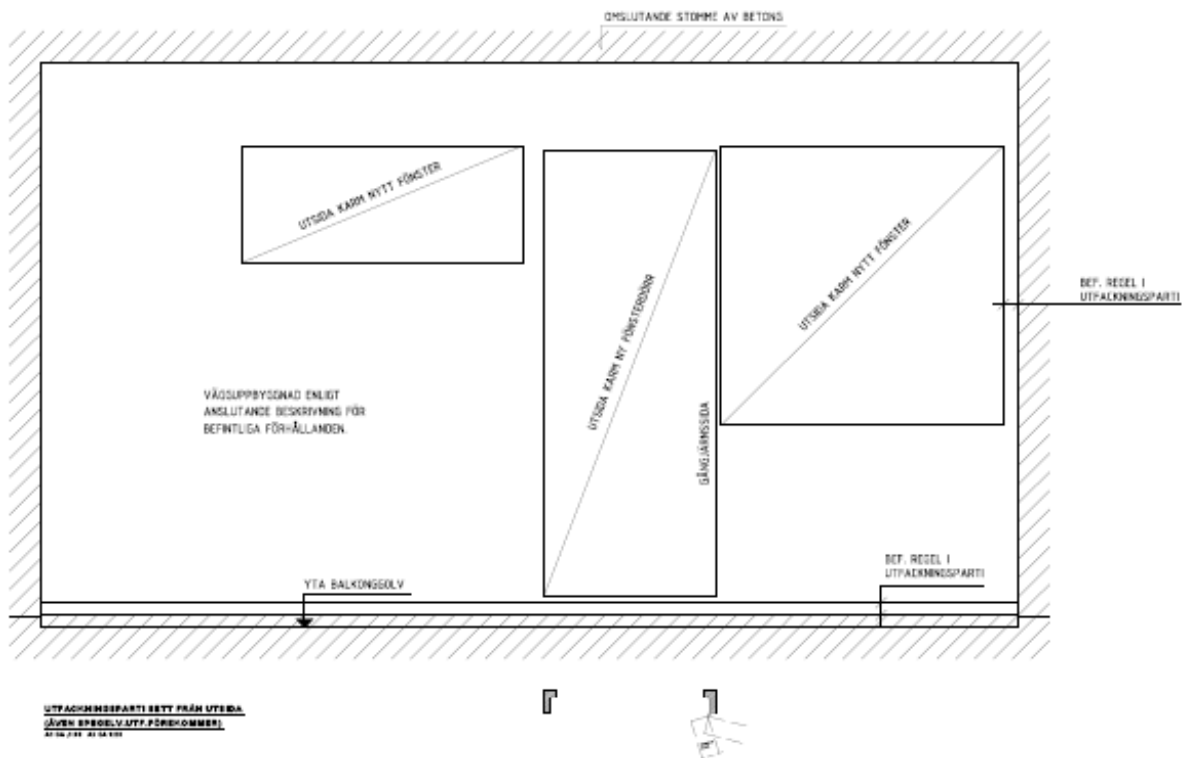 OMSLUTANDE STOMME AV BETONG
UTSIDA KARM NYTT FÖNSTER
UTSIDA KARM NY FÖNSTERDÖRR
GÅNGJÄRNSSIDA
UTSIDA KARM NYTT FÖNSTER
BEF. REGEL I
UTFACKNINGSPARTI
VÄGGUPPBYGGNAD ENLIGT
ANSLUTANDE BESKRIVNING FÖR
BEFINTLIGA FÖRHÅLLANDEN.
YTA BALKONGGOLV
BEF. REGEL I
UTFACKNINGSPARTI
UTFACKNINGSPARTI SETT FRÅN UTSIDA
(ÄVEN SPEGELV.UTF.FÖREKOMMER)